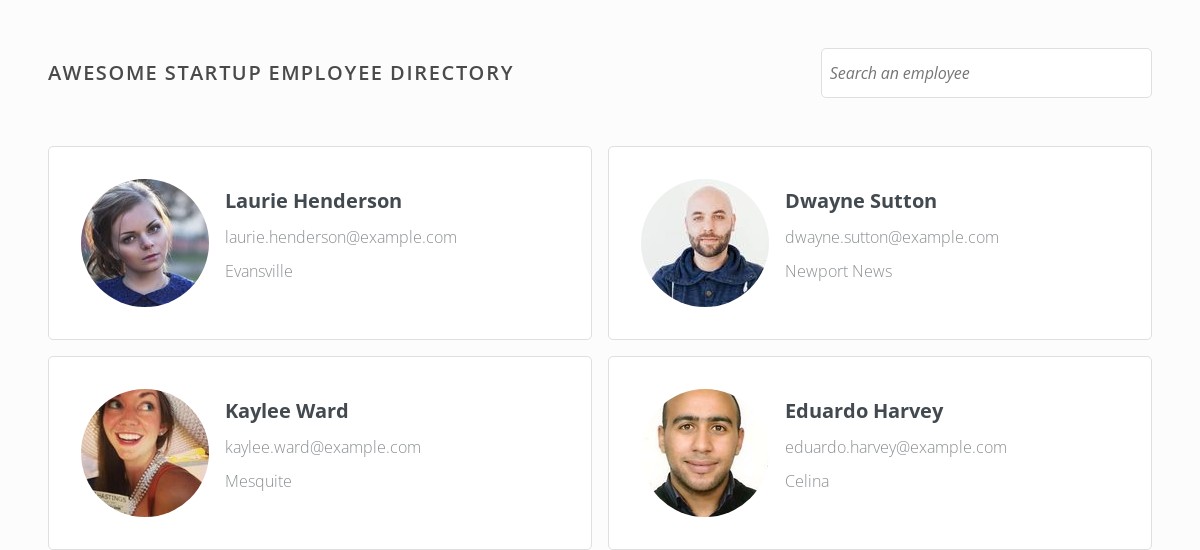 AWESOME STARTUP EMPLOYEE DIRECTORY
Search an employee
Laurie Henderson
laurie.henderson@example.com
Evansville
Dwayne Sutton
dwayne.sutton@example.com
Newport News
Kaylee Ward
kaylee.ward@example.com
Mesquite
HASTINGS
Eduardo Harvey
eduardo.harvey@example.com
Celina